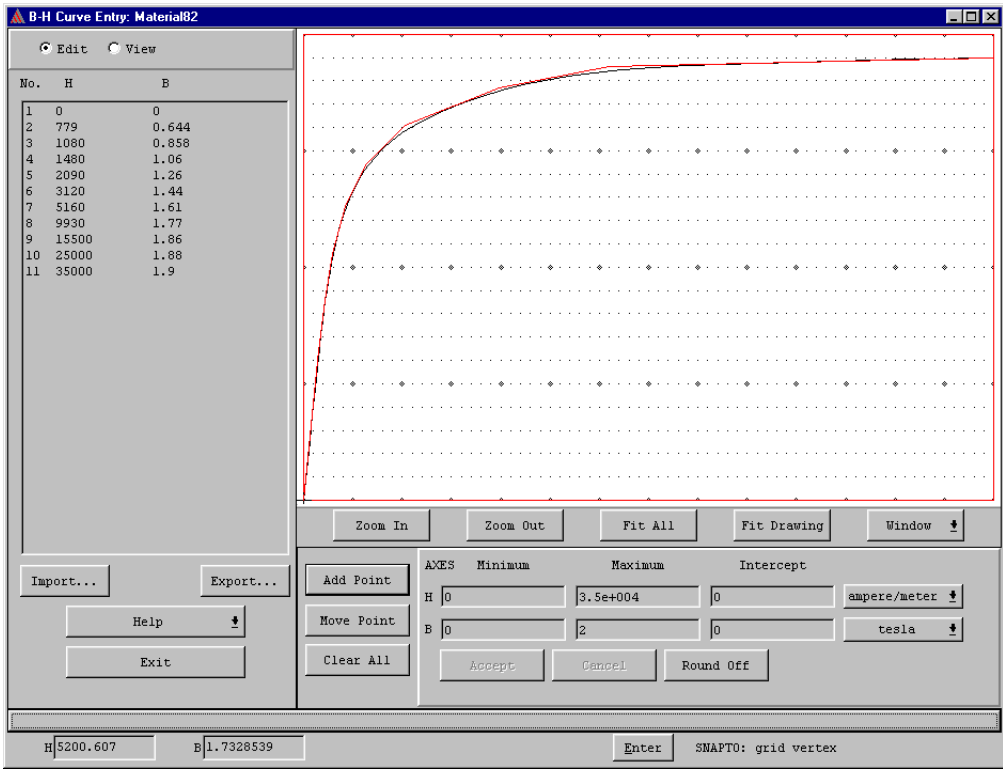 B-H Curve Entry: Material82
Edit View
No. H B
1 0 0
2 779 0.644
3 1080 0.858
4 1480 1.06
5 2090 1.26
6 3120 1.44
7 5160 1.61
8 9930 1.77
9 15500 1.86
10 25000 1.88
11 35000 1.9
Zoom In Zoom Out Fit All Fit Drawing Window
Import... Export...
Help
Exit
Add Point
Move Point
Clear All
AXES Minimum Maximum Intercept
H 0 3.5e+004 0 ampere/meter
B 0 2 0 tesla
Accept Cancel Round Off
H 5200.607 B 1.7328539 Enter SNAPTO: grid vertex